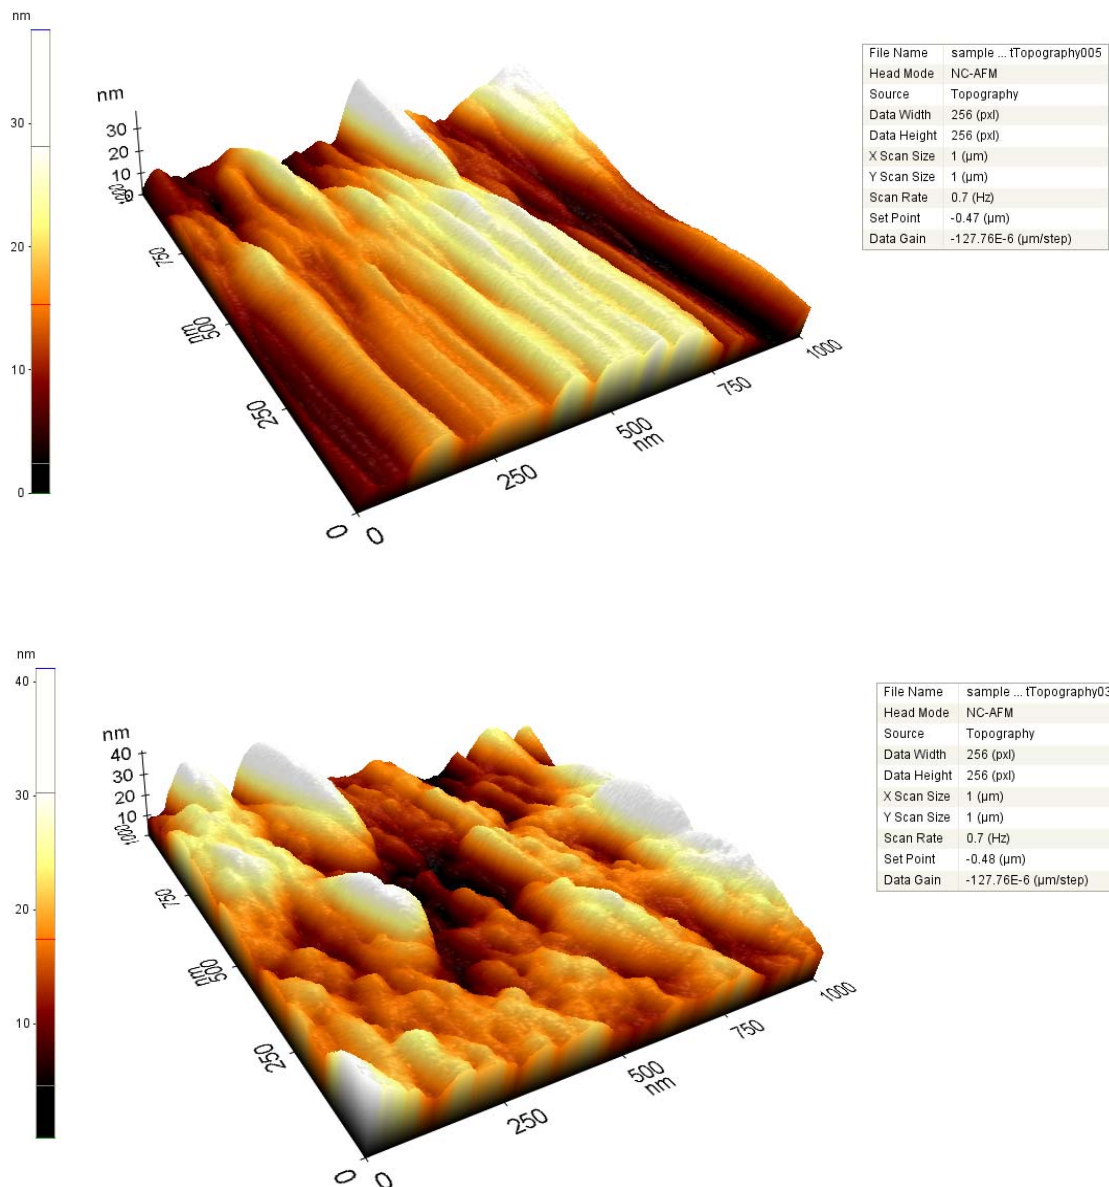 nm
30
20
10
0
nm
30
20
10
0
1000
750
500
nm
250
0
0
250
500
nm
750
1000
File Name sample ... tTopography005
Head Mode NC-AFM
Source Topography
Data Width 256 (pxl)
Data Height 256 (pxl)
X Scan Size 1 (µm)
Y Scan Size 1 (µm)
Scan Rate 0.7 (Hz)
Set Point -0.47 (µm)
Data Gain -127.76E-6 (µm/step)
nm
40
30
20
10
nm
40
30
20
10
1000
750
500
nm
250
0
0
250
500
nm
750
1000
File Name sample ... tTopography03
Head Mode NC-AFM
Source Topography
Data Width 256 (pxl)
Data Height 256 (pxl)
X Scan Size 1 (µm)
Y Scan Size 1 (µm)
Scan Rate 0.7 (Hz)
Set Point -0.48 (µm)
Data Gain -127.76E-6 (µm/step)